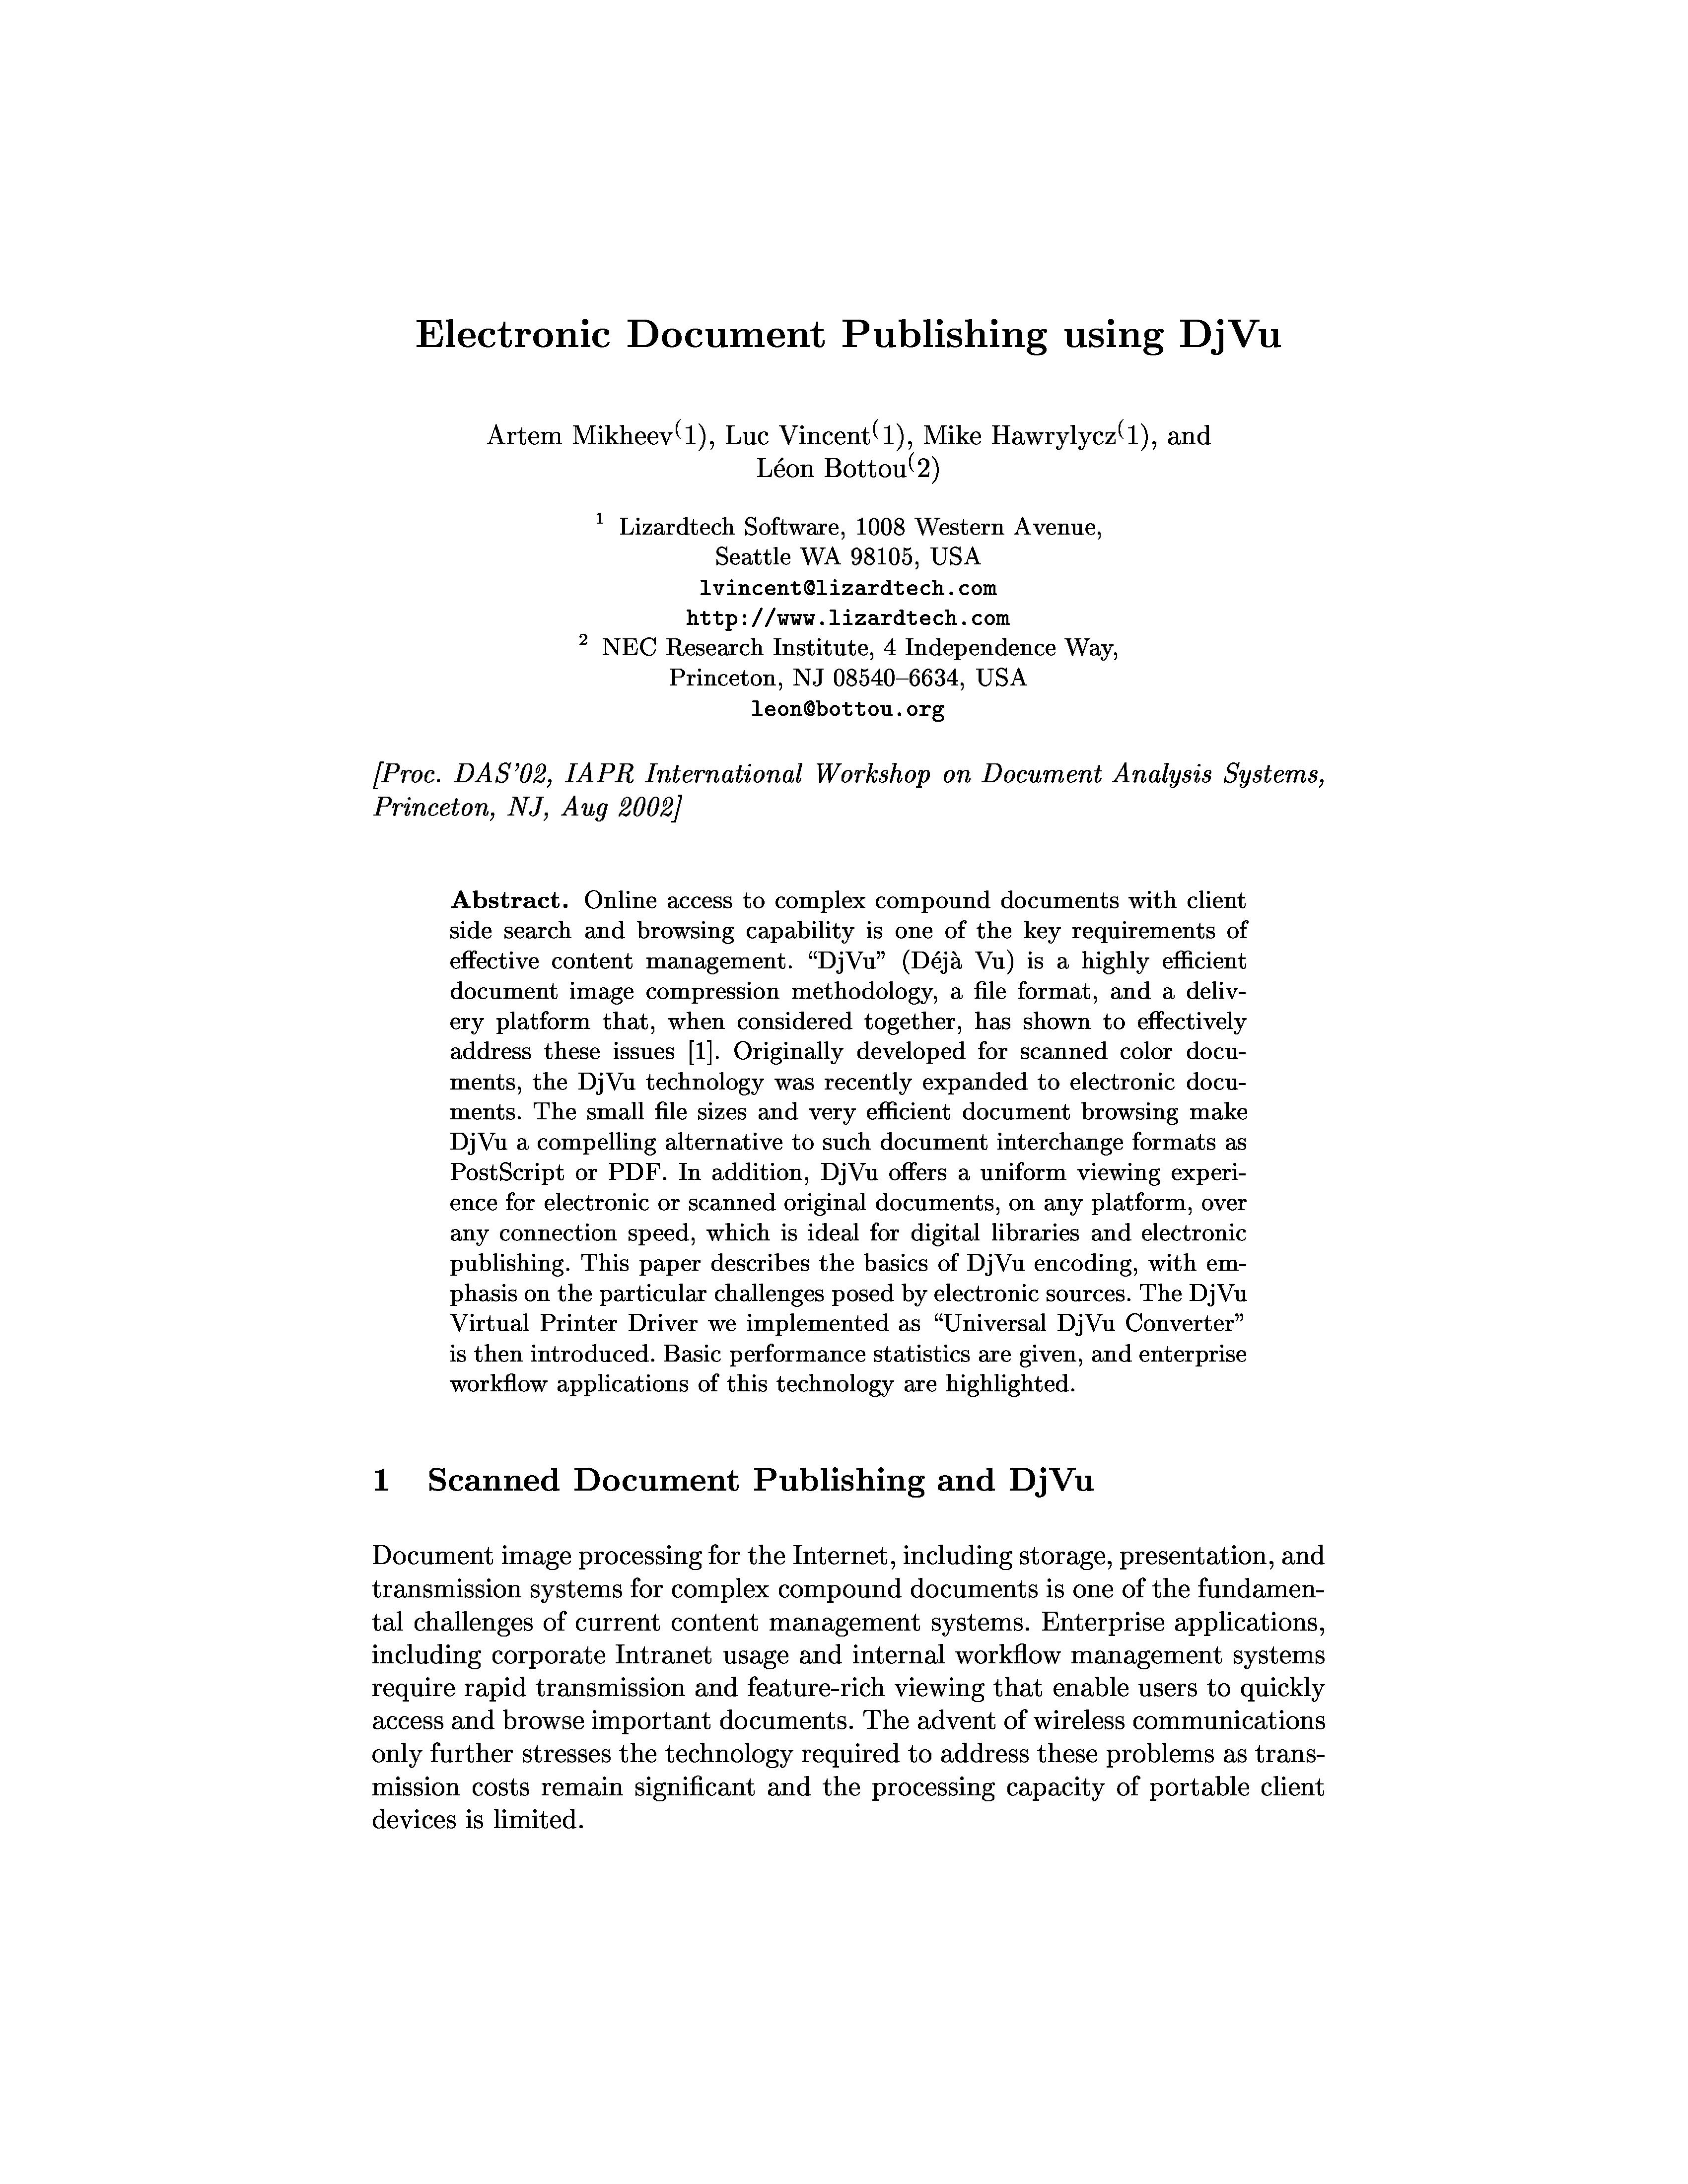 Electronic Document Publishing using DjVu
Artem Mikheev(1), Luc Vincent(1), Mike Hawrylycz(1), and
Léon Bottou(2)
1 Lizardtech Software, 1008 Western Avenue,
Seattle WA 98105, USA
lvincent@lizardtech.com
http://www.lizardtech.com
2 NEC Research Institute, 4 Independence Way,
Princeton, NJ 08540–6634, USA
leon@bottou.org
[Proc. DAS'02, IAPR International Workshop on Document Analysis Systems,
Princeton, NJ, Aug 2002]
Abstract. Online access to complex compound documents with client
side search and browsing capability is one of the key requirements of
effective content management. “DjVu” (Déjà Vu) is a highly efficient
document image compression methodology, a file format, and a deliv-
ery platform that, when considered together, has shown to effectively
address these issues [1]. Originally developed for scanned color docu-
ments, the DjVu technology was recently expanded to electronic docu-
ments. The small file sizes and very efficient document browsing make
DjVu a compelling alternative to such document interchange formats as
PostScript or PDF. In addition, DjVu offers a uniform viewing experi-
ence for electronic or scanned original documents, on any platform, over
any connection speed, which is ideal for digital libraries and electronic
publishing. This paper describes the basics of DjVu encoding, with em-
phasis on the particular challenges posed by electronic sources. The DjVu
Virtual Printer Driver we implemented as “Universal DjVu Converter”
is then introduced. Basic performance statistics are given, and enterprise
workflow applications of this technology are highlighted.
1 Scanned Document Publishing and DjVu
Document image processing for the Internet, including storage, presentation, and
transmission systems for complex compound documents is one of the fundamen-
tal challenges of current content management systems. Enterprise applications,
including corporate Intranet usage and internal workflow management systems
require rapid transmission and feature-rich viewing that enable users to quickly
access and browse important documents. The advent of wireless communications
only further stresses the technology required to address these problems as trans-
mission costs remain significant and the processing capacity of portable client
devices is limited.